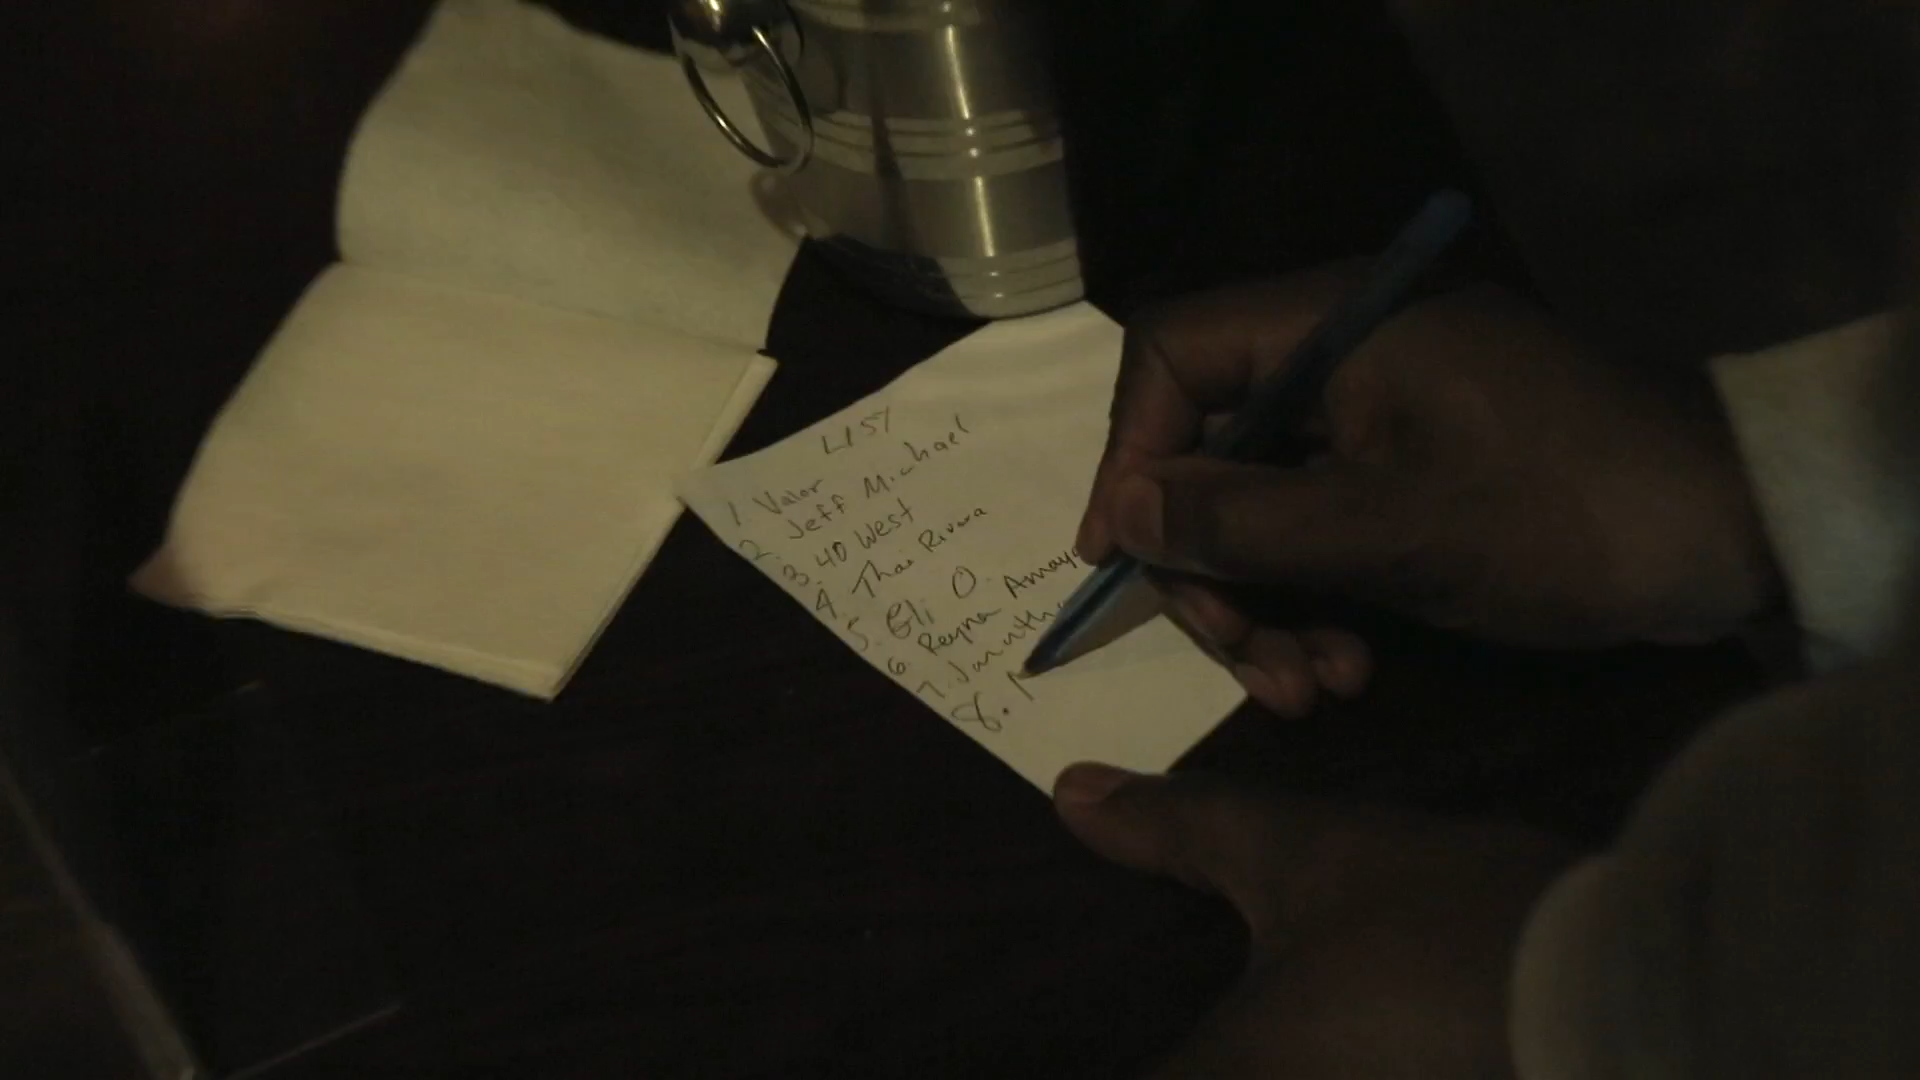 LIST
1. Valor
2. Jeff Michael
3. 40 West
4. Thai Rivera
5. Eli O.
6. Reyna Amaya
7.
8.